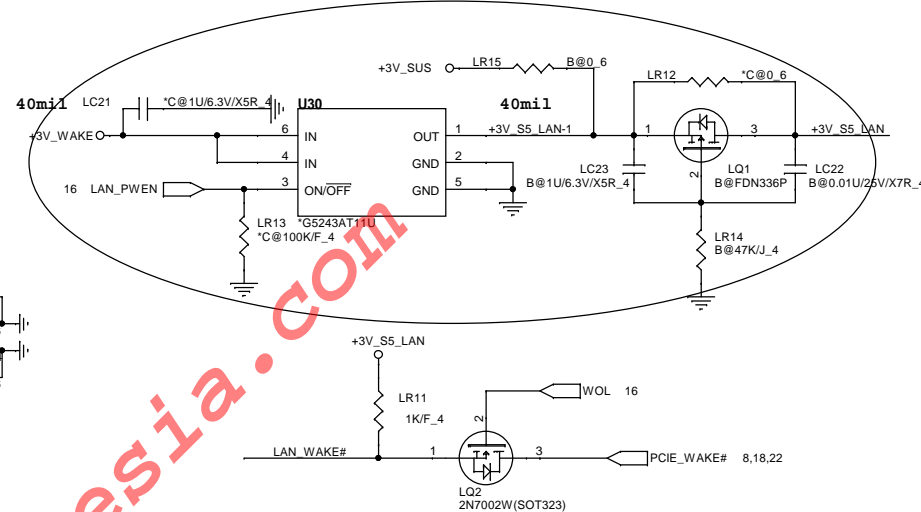 +3V_SUS
LR15
B@0_6
40mil
LC21
*C@1U/6.3V/X5R_4
U30
40mil
LR12
*C@0_6
+3V_WAKE
6
IN
OUT
1
+3V_S5_LAN-1
1
3
+3V_S5_LAN
4
IN
GND
2
LC23
B@1U/6.3V/X5R_4
2
LQ1
B@FDN336P
LC22
B@0.01U/25V/X7R_4
16
LAN_PWEN
3
ON/OFF
GND
5
LR13
*C@100K/F_4
*G5243AT11U
LR14
B@47K/J_4
+3V_S5_LAN
LR11
1K/F_4
WOL
16
2
LAN_WAKE#
1
3
PCIE_WAKE#
8,18,22
LQ2
2N7002W(SOT323)
esia.com